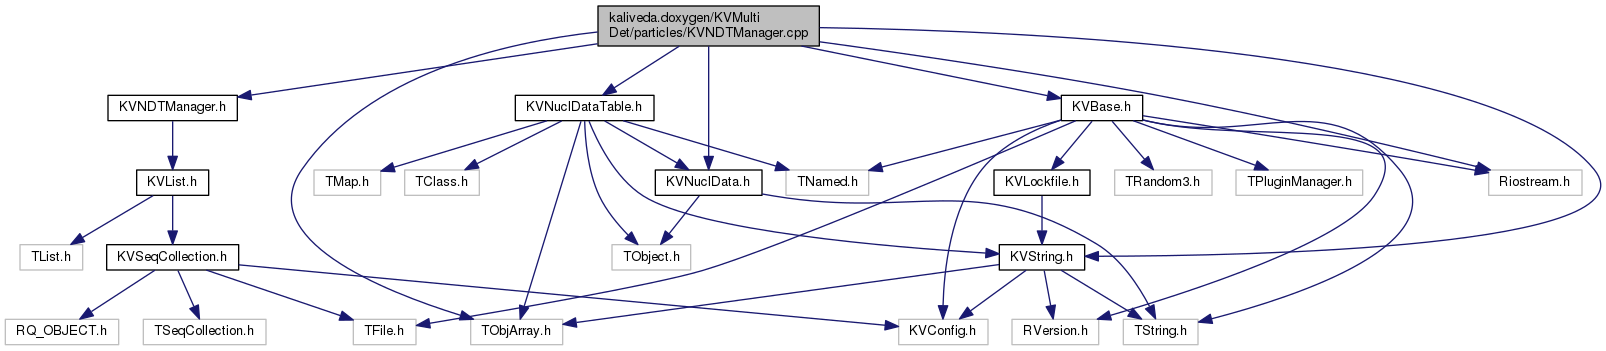 kaliveda.doxygen/KVMulti
Det/particles/KVNDTManager.cpp
KVNDTManager.h
KVNuclDataTable.h
KVBase.h
KVList.h
TMap.h
TClass.h
KVNuclData.h
TNamed.h
KVLockfile.h
TRandom3.h
TPluginManager.h
Riostream.h
TList.h
KVSeqCollection.h
TObject.h
KVString.h
RQ_OBJECT.h
TSeqCollection.h
TFile.h
TObjArray.h
KVConfig.h
RVersion.h
TString.h